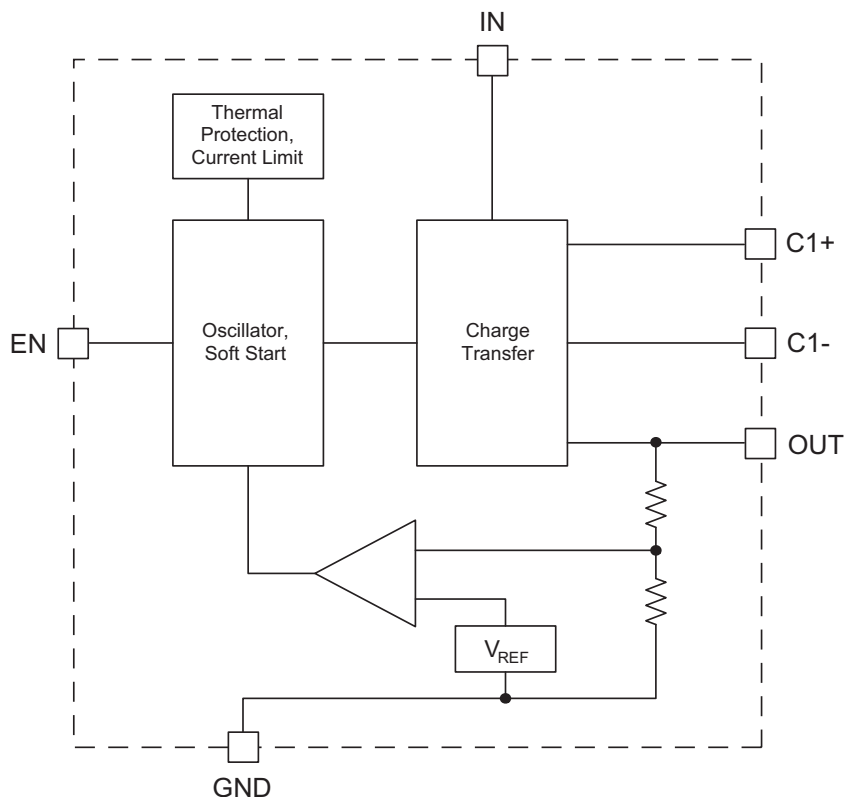 IN
Thermal
Protection,
Current Limit
C1+
EN
Oscillator,
Soft Start
Charge
Transfer
C1-
OUT
VREF
GND